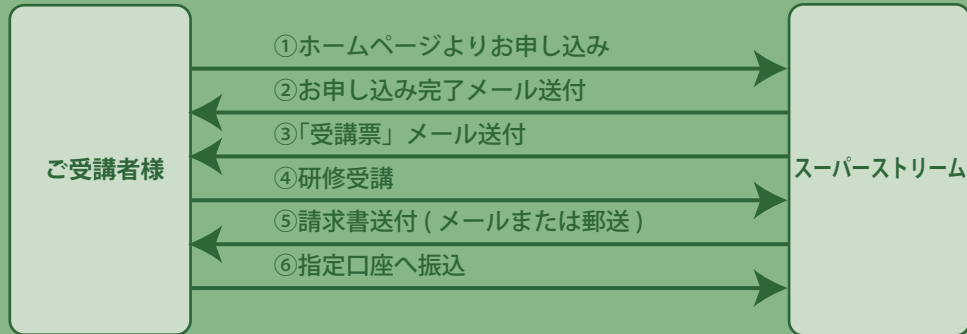 ①ホームページよりお申し込み
②お申し込み完了メール送付
③「受講票」メール送付
ご受講者様
スーパーストリーム
④研修受講
⑤請求書送付 ( メールまたは郵送 )
⑥指定口座へ振込